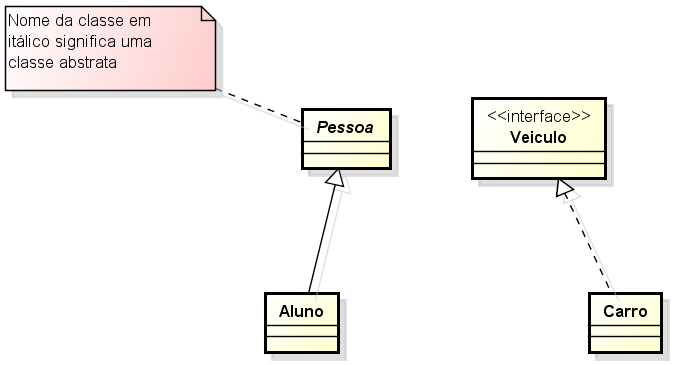 Nome da classe em
itálico significa uma
classe abstrata
Pessoa
<<interface>>
Veiculo
Aluno
Carro